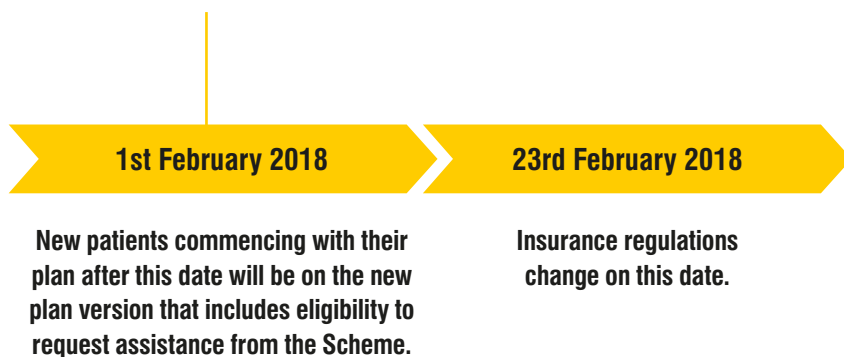 1st February 2018
New patients commencing with their
plan after this date will be on the new
plan version that includes eligibility to
request assistance from the Scheme.
23rd February 2018
Insurance regulations
change on this date.